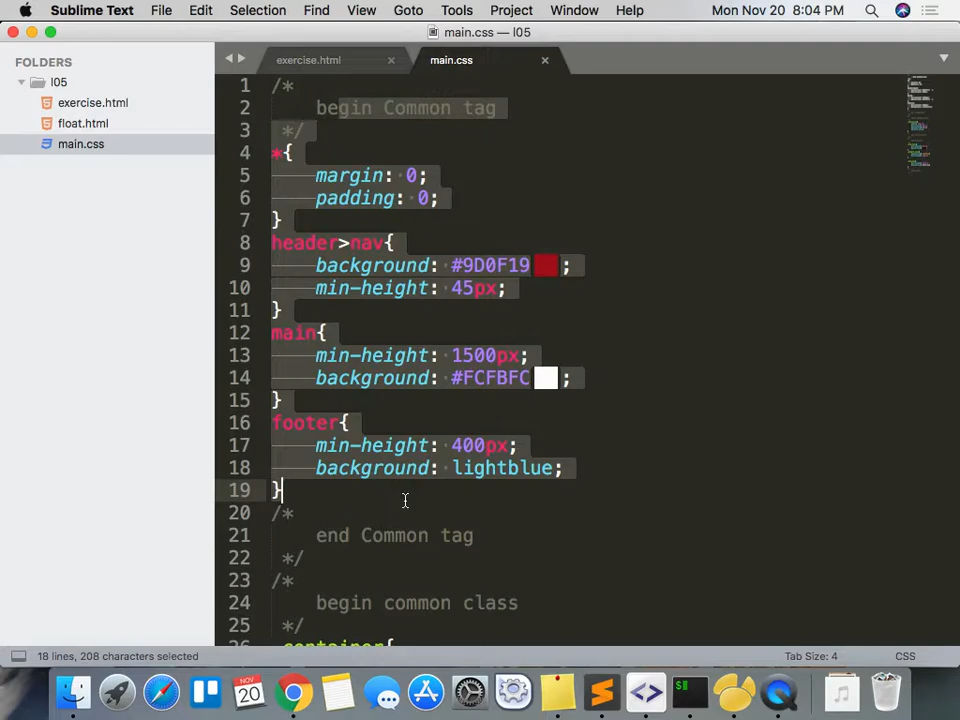 Sublime Text File Edit Selection Find View Goto Tools Project Window Help Mon Nov 20 8:04 PM
main.css — l05
FOLDERS
l05
exercise.html
float.html
main.css
exercise.html × main.css ×
1 /*
2 begin Common tag
3 */
4 *{
5 margin: 0;
6 padding: 0;
7 }
8 header>nav{
9 background: #9D0F19 ;
10 min-height: 45px;
11 }
12 main{
13 min-height: 1500px;
14 background: #FCFBFC ;
15 }
16 footer{
17 min-height: 400px;
18 background: lightblue;
19 }
20 /*
21 end Common tag
22 */
23 /*
24 begin common class
25 */
26 .container{
18 lines, 208 characters selected Tab Size: 4 CSS
NOV
20